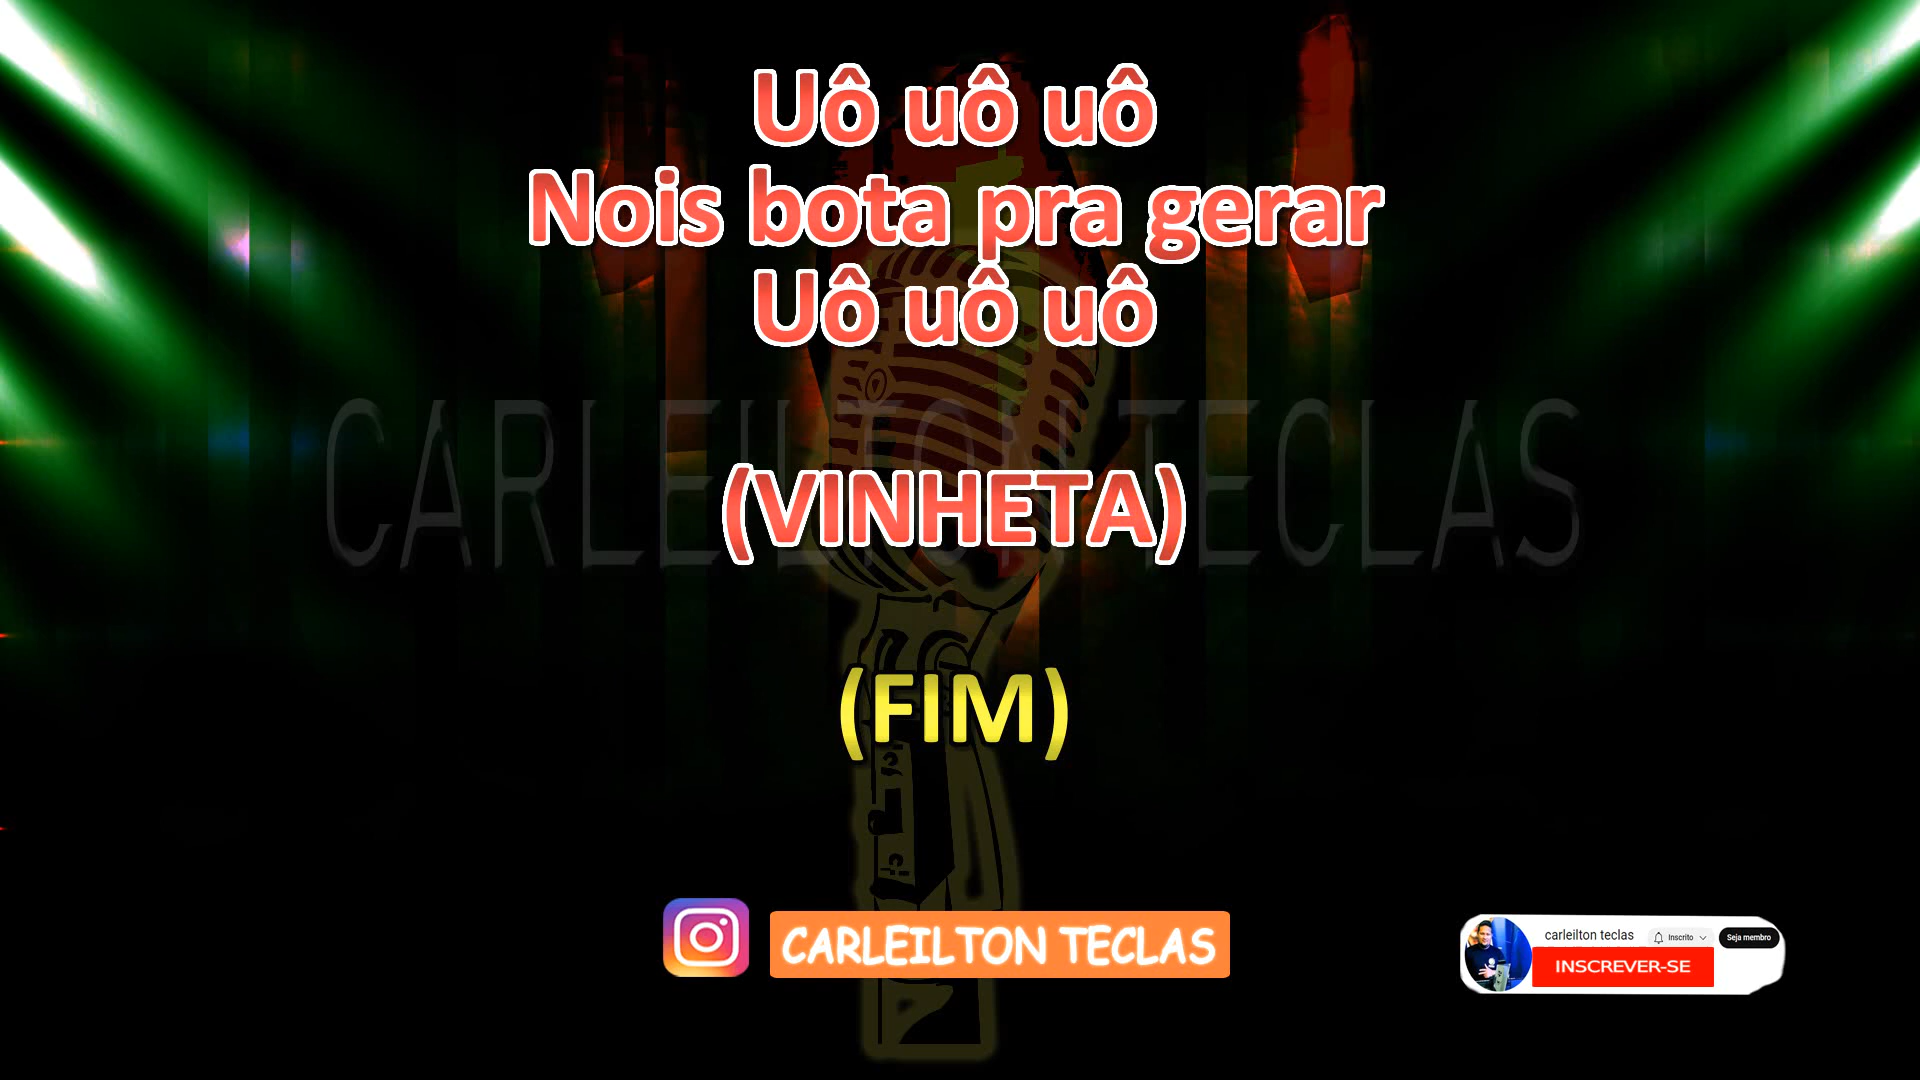 Uô uô uô
Nois bota pra gerar
Uô uô uô
CARLEILTON TECLAS
(VINHETA)
(FIM)
CARLEILTON TECLAS
carleilton teclas
Inscrito
Seja membro
INSCREVER-SE